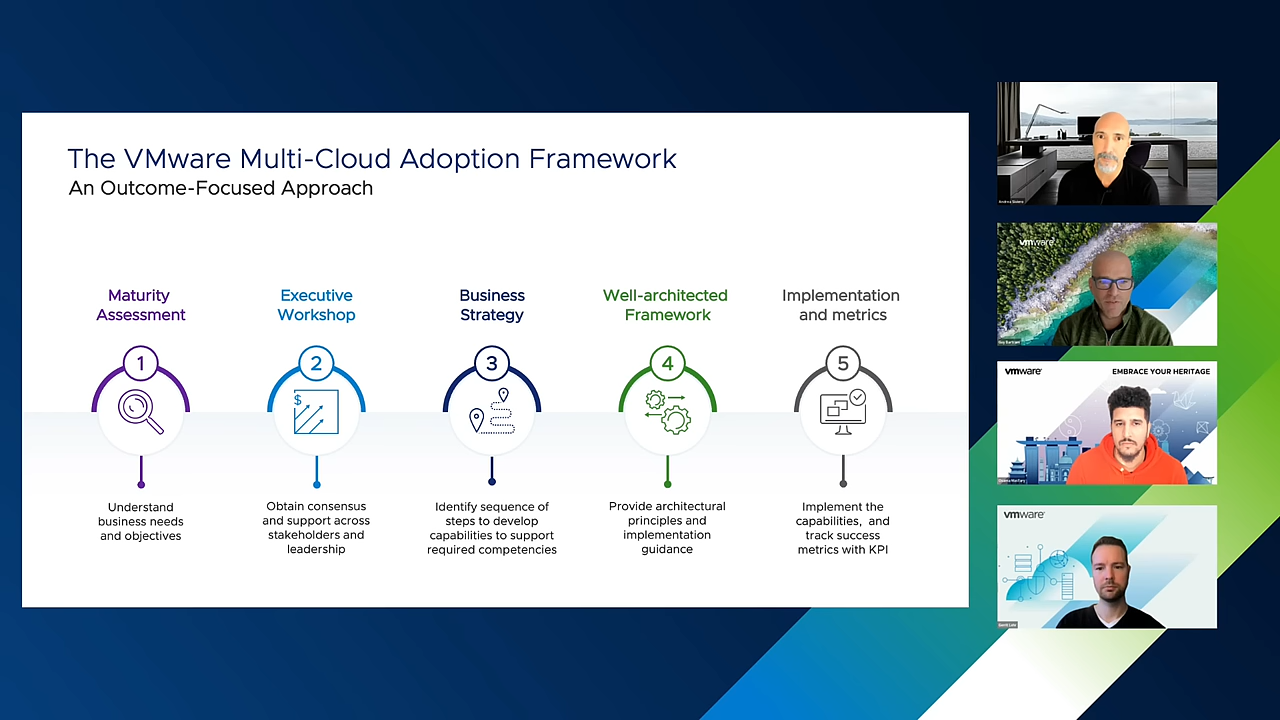 The VMware Multi-Cloud Adoption Framework
An Outcome-Focused Approach
Maturity
Assessment
Executive
Workshop
Business
Strategy
Well-architected
Framework
Implementation
and metrics
1
2
3
4
5
$
Understand
business needs
and objectives
Obtain consensus
and support across
stakeholders and
leadership
Identify sequence of
steps to develop
capabilities to support
required competencies
Provide architectural
principles and
implementation
guidance
Implement the
capabilities, and
track success
metrics with KPI
vmware
Guy Bartram
vmware
EMBRACE YOUR HERITAGE
vmware